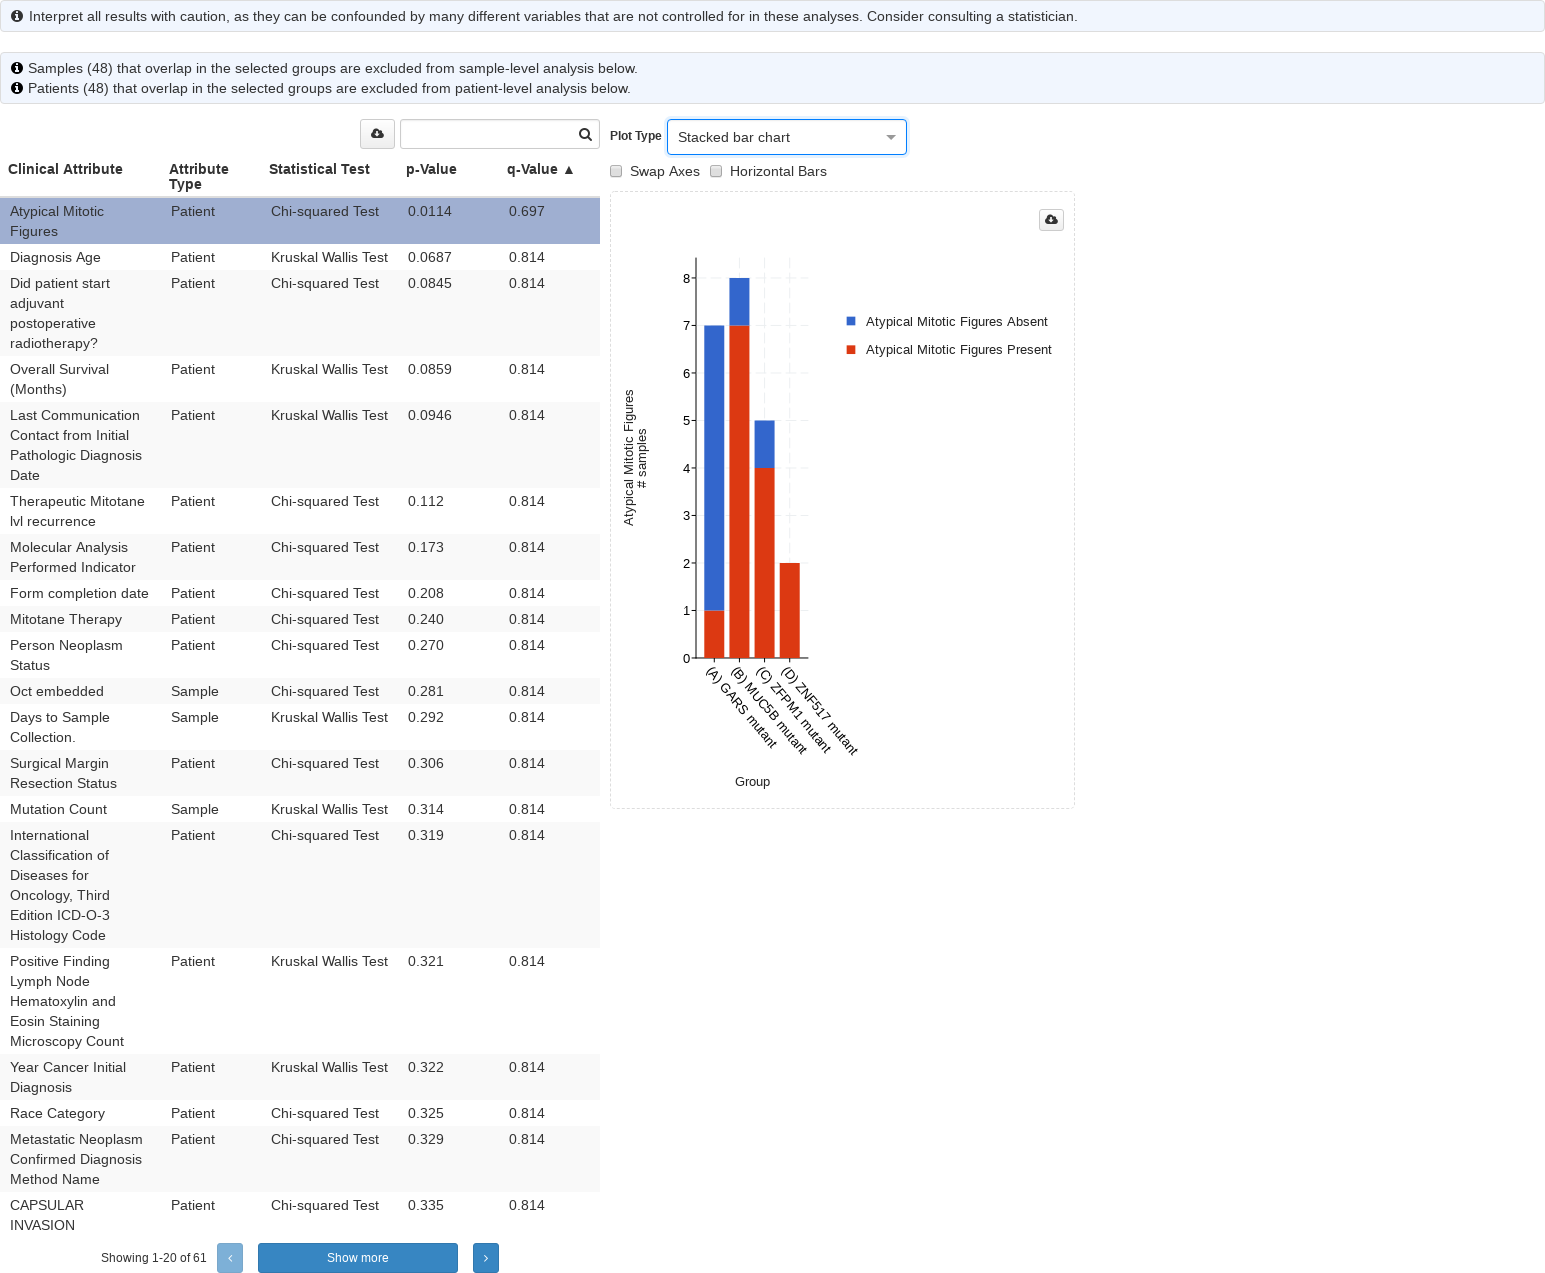 Interpret all results with caution, as they can be confounded by many different variables that are not controlled for in these analyses. Consider consulting a statistician.
Samples (48) that overlap in the selected groups are excluded from sample-level analysis below.
Patients (48) that overlap in the selected groups are excluded from patient-level analysis below.
Clinical Attribute Attribute Type Statistical Test p-Value q-Value ▲
Atypical Mitotic Figures Patient Chi-squared Test 0.0114 0.697
Diagnosis Age Patient Kruskal Wallis Test 0.0687 0.814
Did patient start adjuvant postoperative radiotherapy? Patient Chi-squared Test 0.0845 0.814
Overall Survival (Months) Patient Kruskal Wallis Test 0.0859 0.814
Last Communication Contact from Initial Pathologic Diagnosis Date Patient Kruskal Wallis Test 0.0946 0.814
Therapeutic Mitotane lvl recurrence Patient Chi-squared Test 0.112 0.814
Molecular Analysis Performed Indicator Patient Chi-squared Test 0.173 0.814
Form completion date Patient Chi-squared Test 0.208 0.814
Mitotane Therapy Patient Chi-squared Test 0.240 0.814
Person Neoplasm Status Patient Chi-squared Test 0.270 0.814
Oct embedded Sample Chi-squared Test 0.281 0.814
Days to Sample Collection. Sample Kruskal Wallis Test 0.292 0.814
Surgical Margin Resection Status Patient Chi-squared Test 0.306 0.814
Mutation Count Sample Kruskal Wallis Test 0.314 0.814
International Classification of Diseases for Oncology, Third Edition ICD-O-3 Histology Code Patient Chi-squared Test 0.319 0.814
Positive Finding Lymph Node Hematoxylin and Eosin Staining Microscopy Count Patient Kruskal Wallis Test 0.321 0.814
Year Cancer Initial Diagnosis Patient Kruskal Wallis Test 0.322 0.814
Race Category Patient Chi-squared Test 0.325 0.814
Metastatic Neoplasm Confirmed Diagnosis Method Name Patient Chi-squared Test 0.329 0.814
CAPSULAR INVASION Patient Chi-squared Test 0.335 0.814
Showing 1-20 of 61
Show more
Plot Type Stacked bar chart
Swap Axes Horizontal Bars
8
7
6
5
4
3
2
1
0
Atypical Mitotic Figures
# samples
Atypical Mitotic Figures Absent
Atypical Mitotic Figures Present
(A) GARS mutant
(B) MUC5B mutant
(C) ZFPM1 mutant
(D) ZNF517 mutant
Group